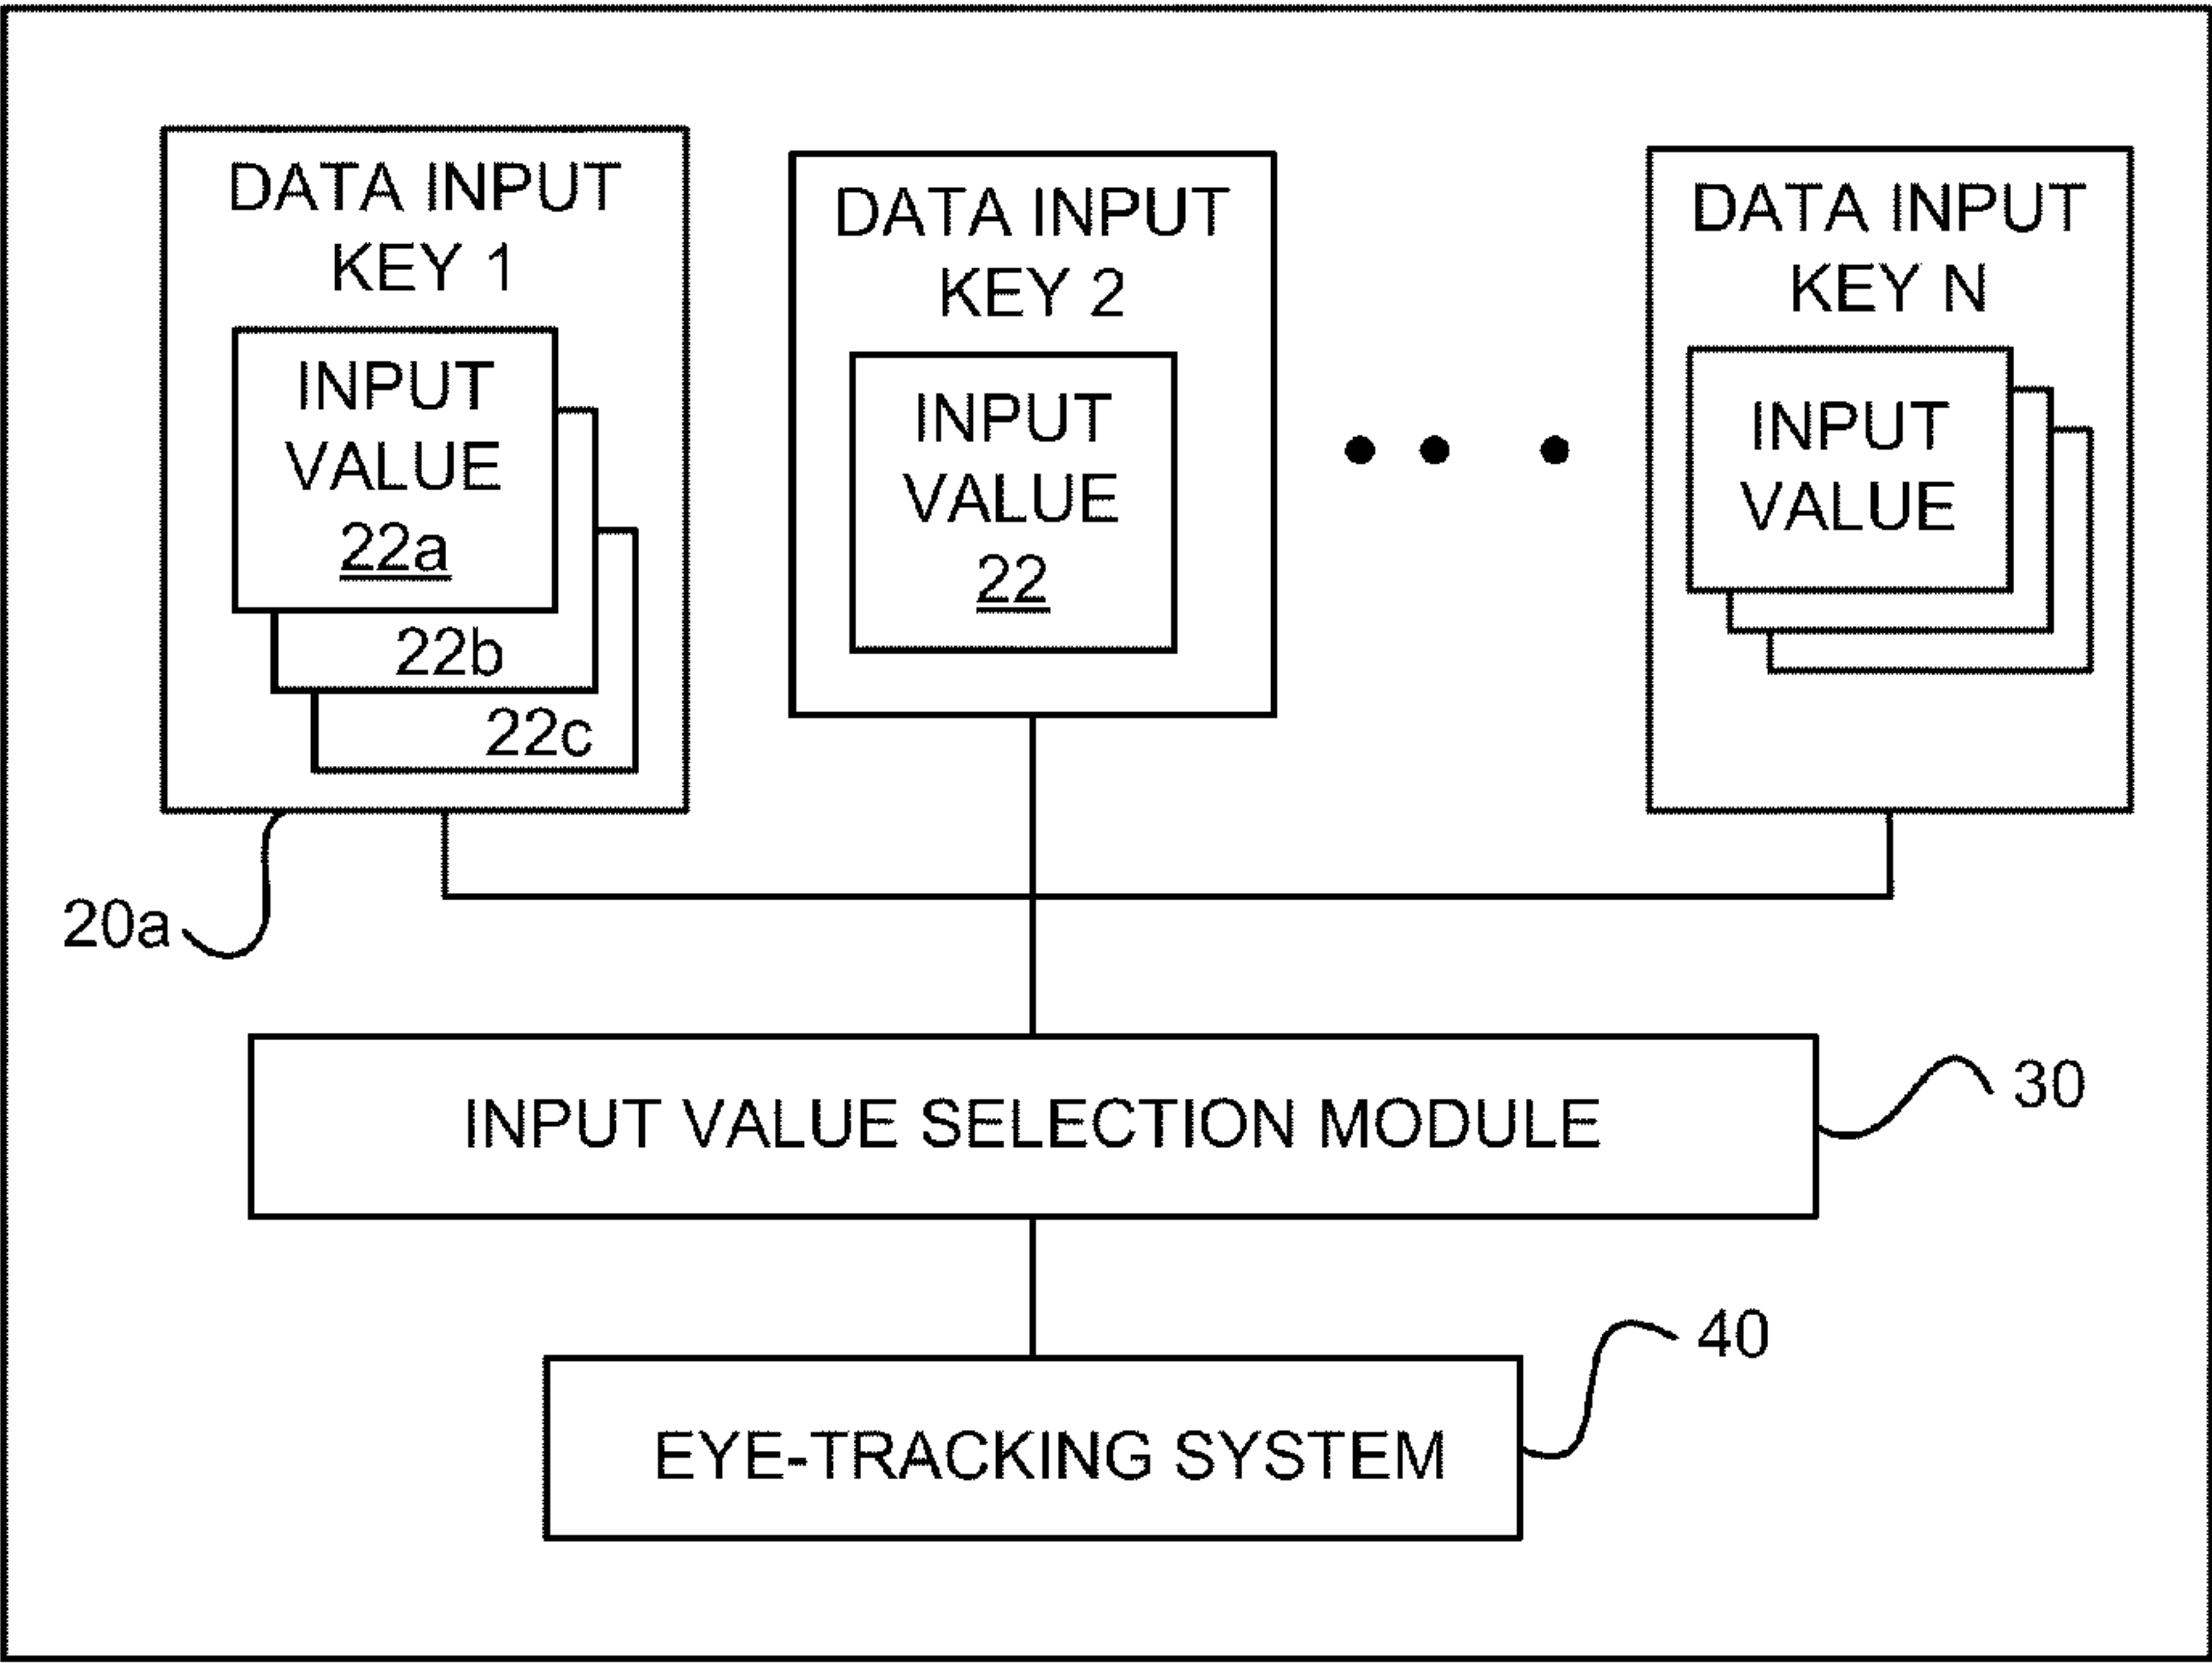 DATA INPUT
KEY 1
INPUT
VALUE
22a
22b
22c
DATA INPUT
KEY 2
INPUT
VALUE
22
DATA INPUT
KEY N
INPUT
VALUE
20a
INPUT VALUE SELECTION MODULE
30
EYE-TRACKING SYSTEM
40